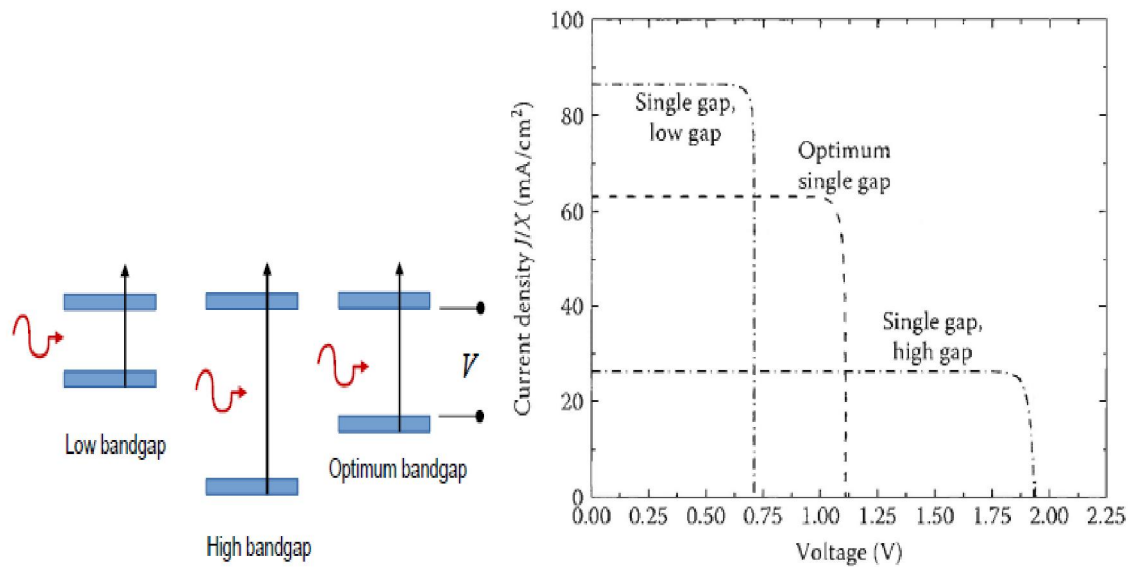 Low bandgap
High bandgap
Optimum bandgap
V
Current density J/X (mA/cm²)
100
80
60
40
20
0
Single gap,
low gap
Optimum
single gap
Single gap,
high gap
0.00 0.25 0.50 0.75 1.00 1.25 1.50 1.75 2.00 2.25
Voltage (V)